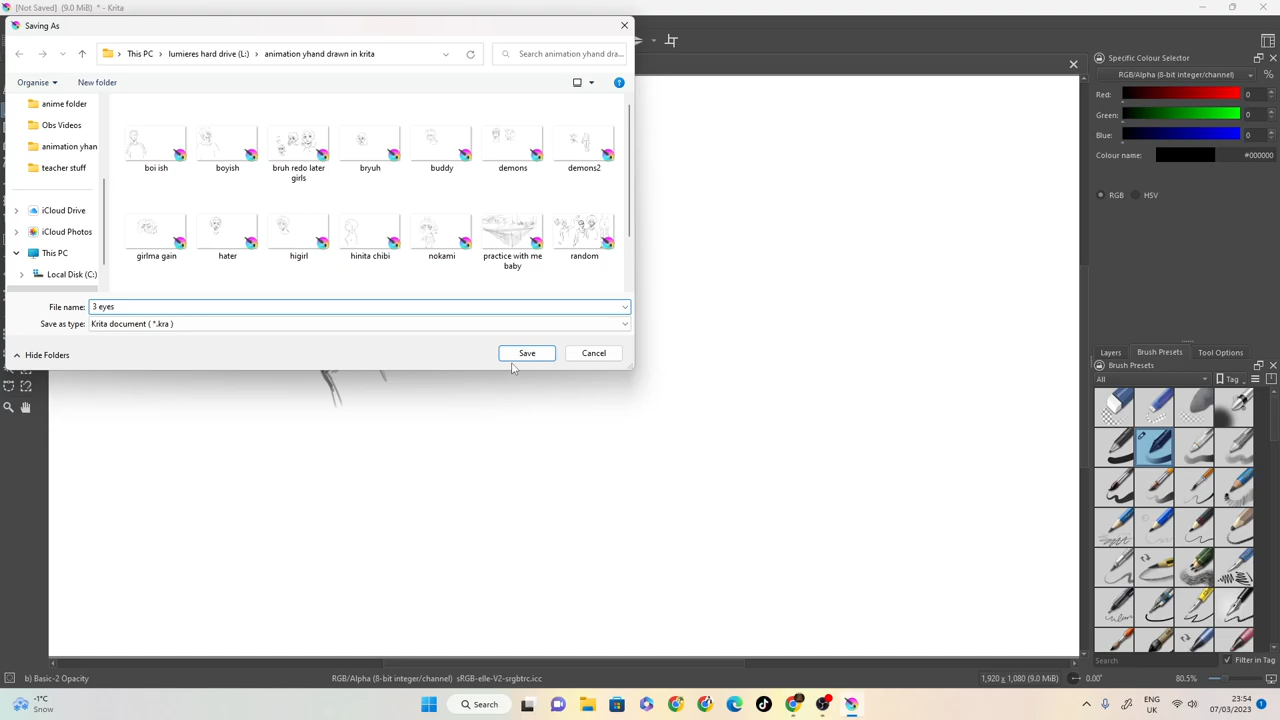 [Not Saved] (9.0 MiB) * - Krita
Saving As
This PC > lumieres hard drive (L:) > animation yhand drawn in krita
Search animation yhand dra...
Organise
New folder
anime folder
Obs Videos
animation yhan
teacher stuff
iCloud Drive
iCloud Photos
This PC
Local Disk (C:)
boi ish
boyish
bruh redo later
girls
bryuh
buddy
demons
demons2
girlma gain
hater
higirl
hinita chibi
nokami
practice with me
baby
random
File name: 3 eyes
Save as type: Krita document ( *.kra )
Hide Folders
Save
Cancel
Specific Colour Selector
RGB/Alpha (8-bit integer/channel)
%
Red: 0
Green: 0
Blue: 0
Colour name: #000000
RGB
HSV
Layers
Brush Presets
Tool Options
Brush Presets
All
Tag
Search
Filter in Tag
b) Basic-2 Opacity
RGB/Alpha (8-bit integer/channel) sRGB-elle-V2-srgbtrc.icc
1,920 x 1,080 (9.0 MiB)
0.00°
80.5%
-1°C
Snow
Search
ENG
UK
23:54
07/03/2023
1